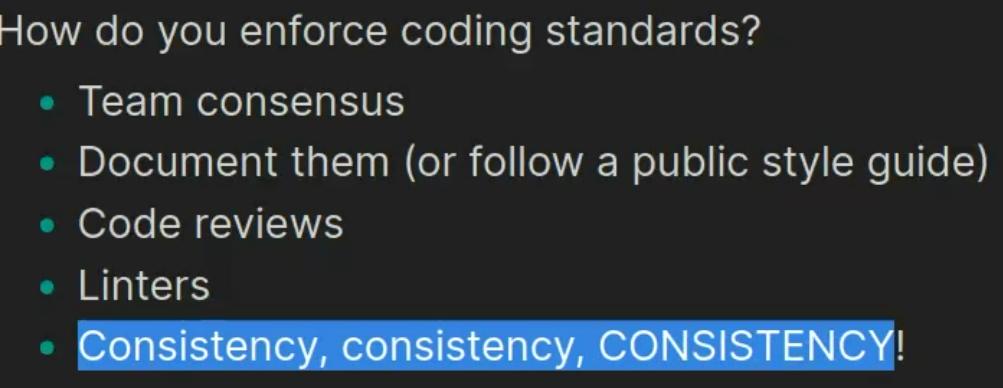 How do you enforce coding standards?
Team consensus
Document them (or follow a public style guide)
Code reviews
Linters
Consistency, consistency, CONSISTENCY!